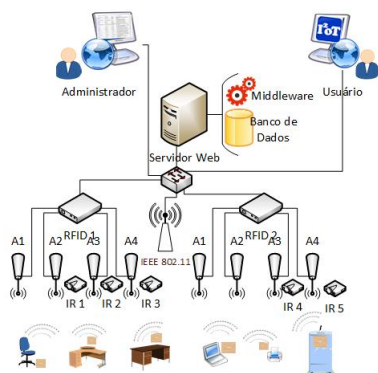 I²oT
Administrador
Usuário
Middleware
Banco de
Dados
Servidor Web
RFID 1
RFID 2
A1 A2 A3 A4
IEEE 802.11
A1 A2 A3 A4
IR 1 IR 2 IR 3
IR 4 IR 5